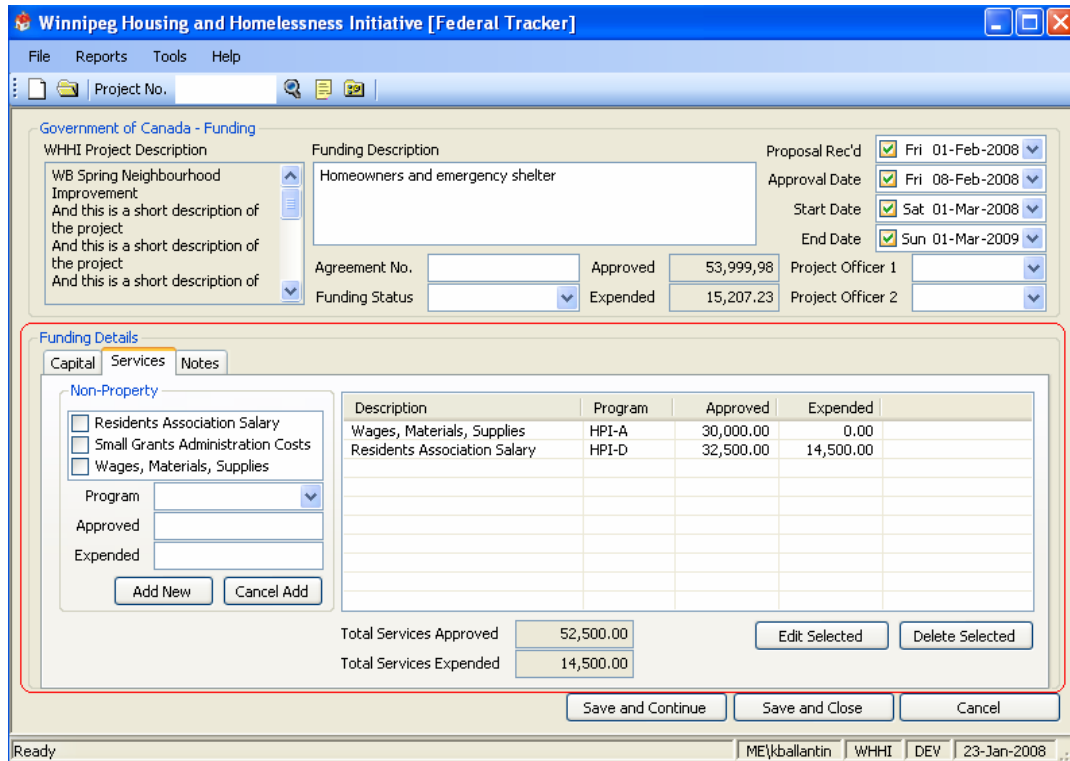 Winnipeg Housing and Homelessness Initiative [Federal Tracker]
File Reports Tools Help
Project No.
Government of Canada - Funding
WHHI Project Description
WB Spring Neighbourhood
Improvement
And this is a short description of
the project
And this is a short description of
the project
And this is a short description of
Funding Description
Homeowners and emergency shelter
Proposal Rec'd Fri 01-Feb-2008
Approval Date Fri 08-Feb-2008
Start Date Sat 01-Mar-2008
End Date Sun 01-Mar-2009
Agreement No. Approved 53,999,98 Project Officer 1
Funding Status Expended 15,207.23 Project Officer 2
Funding Details
Capital Services Notes
Non-Property
Residents Association Salary
Small Grants Administration Costs
Wages, Materials, Supplies
Program
Approved
Expended
Add New Cancel Add
Description Program Approved Expended
Wages, Materials, Supplies HPI-A 30,000.00 0.00
Residents Association Salary HPI-D 32,500.00 14,500.00
Total Services Approved 52,500.00
Total Services Expended 14,500.00
Edit Selected Delete Selected
Save and Continue Save and Close Cancel
Ready ME\kballantin WHHI DEV 23-Jan-2008